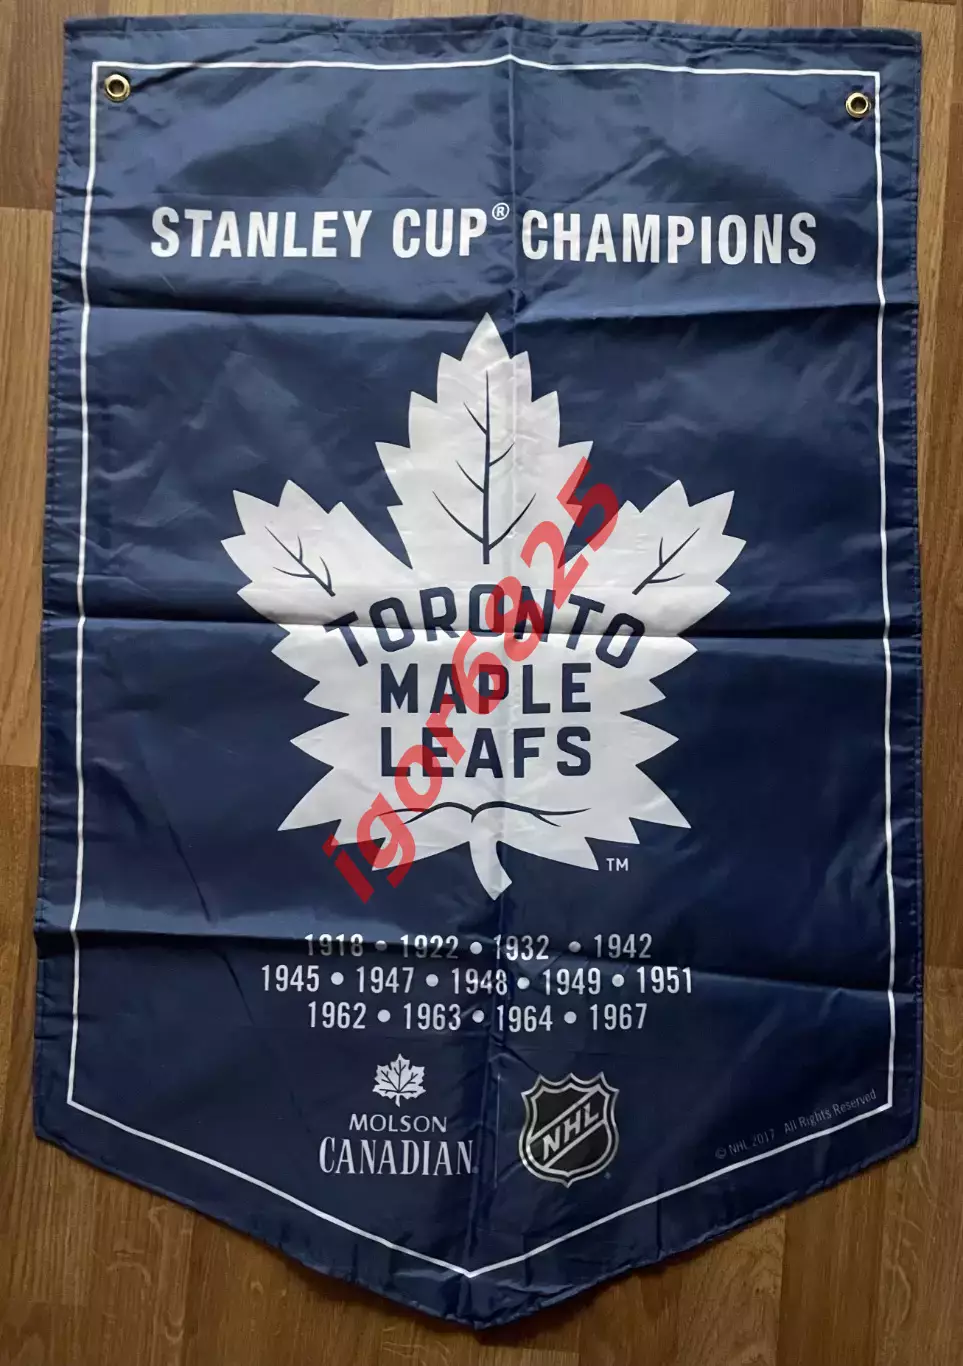 STANLEY CUP® CHAMPIONS
TORONTO
MAPLE
LEAFS
TM
igor6825
1918 • 1922 • 1932 • 1942
1945 • 1947 • 1948 • 1949 • 1951
1962 • 1963 • 1964 • 1967
MOLSON
CANADIAN
NHL
© NHL 2017 All Rights Reserved